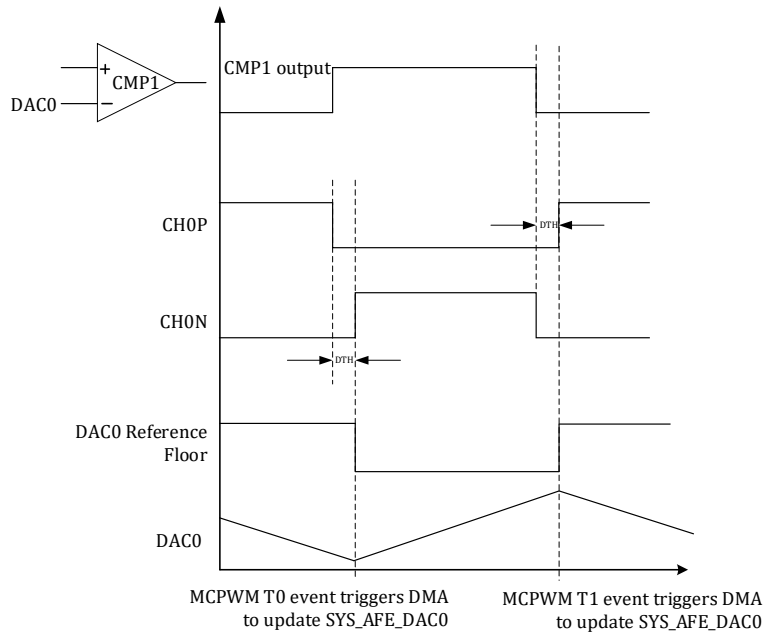 CMP1 output
+
CMP1
DAC0
−
CH0P
DTH
CH0N
DTH
DAC0 Reference
Floor
DAC0
MCPWM T0 event triggers DMA
to update SYS_AFE_DAC0
MCPWM T1 event triggers DMA
to update SYS_AFE_DAC0